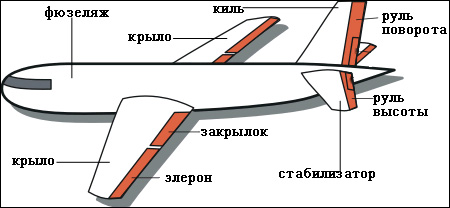 фюзеляж
киль
руль
поворота
крыло
руль
высоты
закрылок
крыло
элерон
стабилизатор